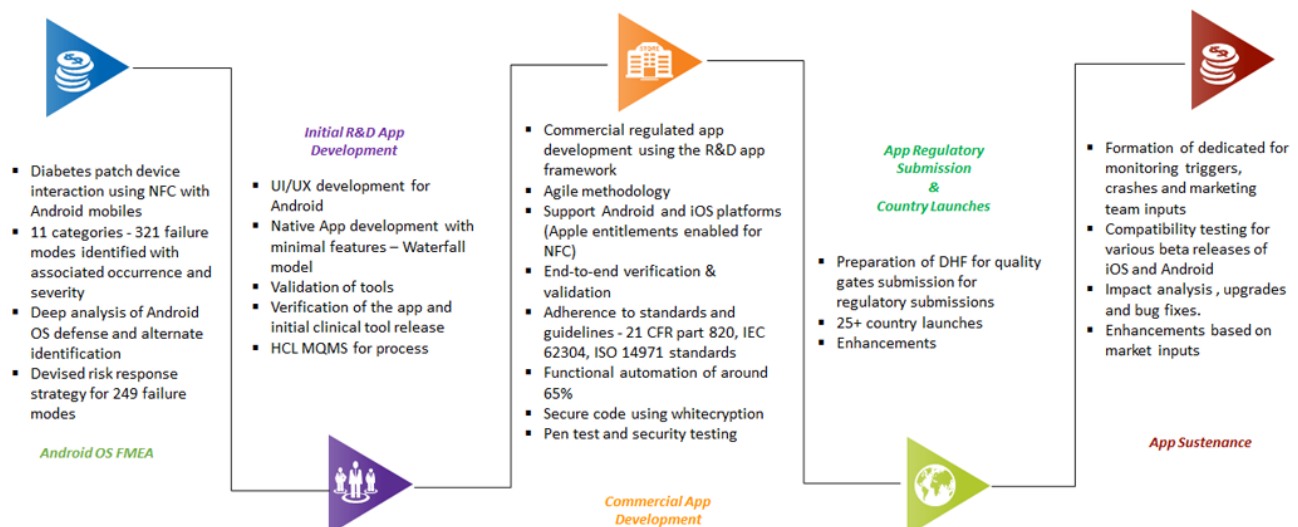 ▪ Diabetes patch device
interaction using NFC with
Android mobiles
▪ 11 categories - 321 failure
modes identified with
associated occurrence and
severity
▪ Deep analysis of Android
OS defense and alternate
identification
▪ Devised risk response
strategy for 249 failure
modes
Android OS FMEA
Initial R&D App
Development
▪ UI/UX development for
Android
▪ Native App development with
minimal features – Waterfall
model
▪ Validation of tools
▪ Verification of the app and
initial clinical tool release
▪ HCL MQMS for process
STORE
▪ Commercial regulated app
development using the R&D app
framework
▪ Agile methodology
▪ Support Android and iOS platforms
(Apple entitlements enabled for
NFC)
▪ End-to-end verification &
validation
▪ Adherence to standards and
guidelines - 21 CFR part 820, IEC
62304, ISO 14971 standards
▪ Functional automation of around
65%
▪ Secure code using whitecryption
▪ Pen test and security testing
Commercial App
Development
App Regulatory
Submission
&
Country Launches
▪ Preparation of DHF for quality
gates submission for
regulatory submissions
▪ 25+ country launches
▪ Enhancements
▪ Formation of dedicated for
monitoring triggers,
crashes and marketing
team inputs
▪ Compatibility testing for
various beta releases of
iOS and Android
▪ Impact analysis , upgrades
and bug fixes.
▪ Enhancements based on
market inputs
App Sustenance